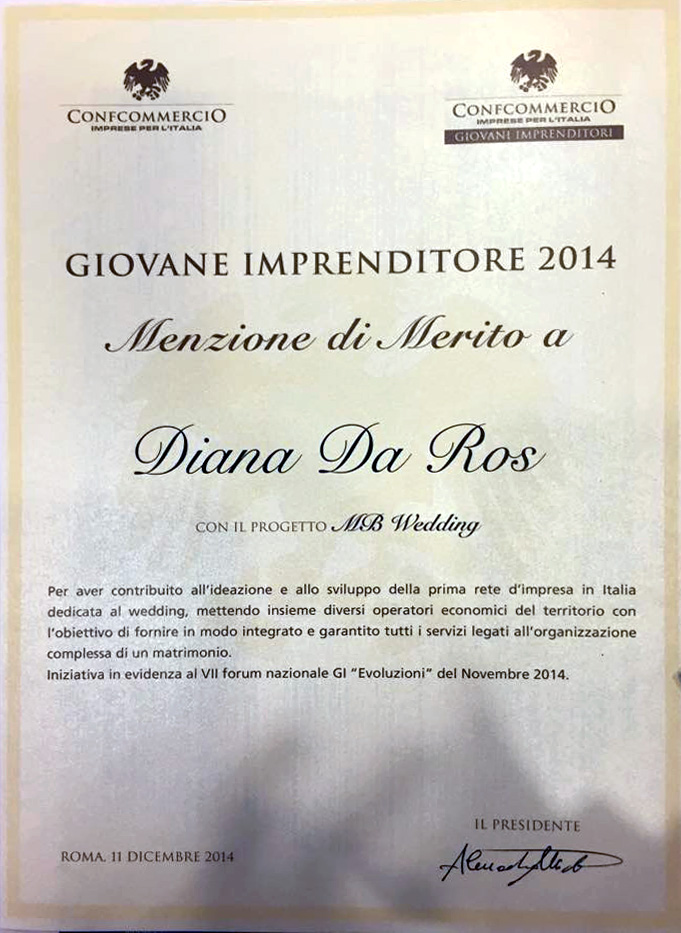 CONFCOMMERCIO
IMPRESE PER L'ITALIA
CONFCOMMERCIO
IMPRESE PER L'ITALIA
GIOVANI IMPRENDITORI
GIOVANE IMPRENDITORE 2014
Menzione di Merito a
Diana Da Ros
CON IL PROGETTO MB Wedding
Per aver contribuito all'ideazione e allo sviluppo della prima rete d'impresa in Italia
dedicata al wedding, mettendo insieme diversi operatori economici del territorio con
l'obiettivo di fornire in modo integrato e garantito tutti i servizi legati all'organizzazione
complessa di un matrimonio.
Iniziativa in evidenza al VII forum nazionale GI "Evoluzioni" del Novembre 2014.
IL PRESIDENTE
ROMA, 11 DICEMBRE 2014